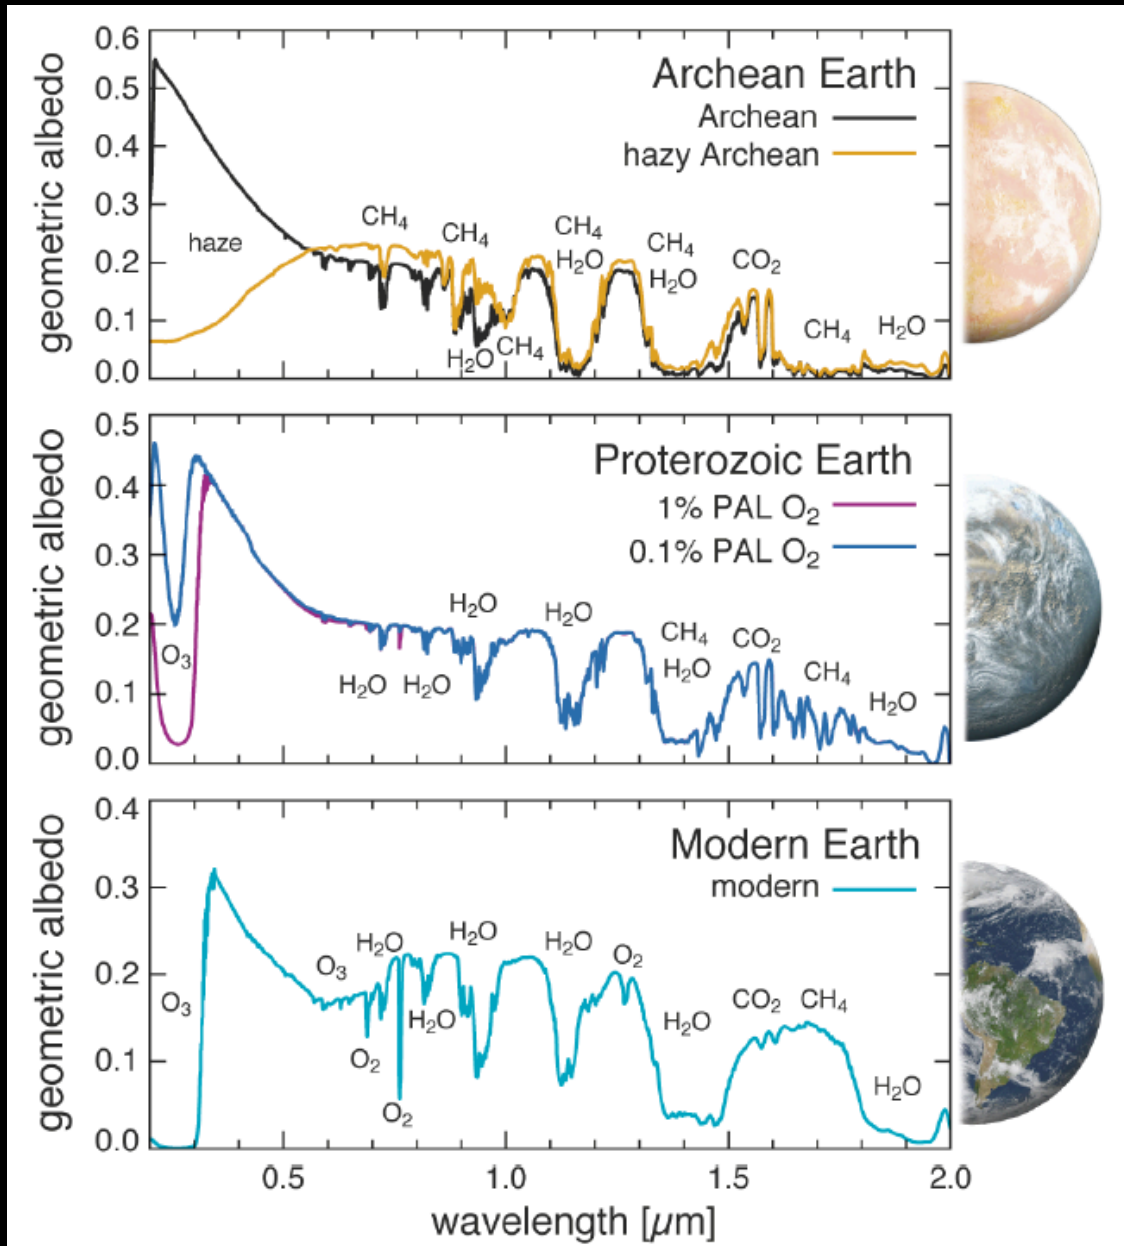 geometric albedo
0.6
0.5
0.4
0.3
0.2
0.1
0.0
Archean Earth
Archean
hazy Archean
haze
CH4
CH4
CH4
H2O
CH4
H2O
CO2
H2O
CH4
CH4
H2O
geometric albedo
0.5
0.4
0.3
0.2
0.1
0.0
Proterozoic Earth
1% PAL O2
0.1% PAL O2
O3
H2O
H2O
H2O
H2O
CH4
H2O
CO2
CH4
H2O
geometric albedo
0.4
0.3
0.2
0.1
0.0
Modern Earth
modern
O3
O3
H2O
H2O
H2O
O2
H2O
O2
O2
H2O
CO2
CH4
H2O
0.5
1.0
1.5
2.0
wavelength [μm]